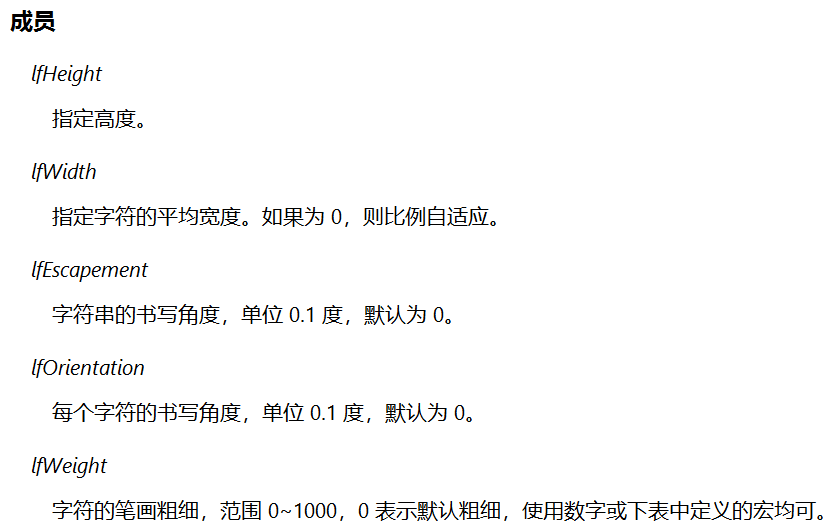 成员
lfHeight
指定高度。
lfWidth
指定字符的平均宽度。如果为 0，则比例自适应。
lfEscapement
字符串的书写角度，单位 0.1 度，默认为 0。
lfOrientation
每个字符的书写角度，单位 0.1 度，默认为 0。
lfWeight
字符的笔画粗细，范围 0~1000，0 表示默认粗细，使用数字或下表中定义的宏均可。